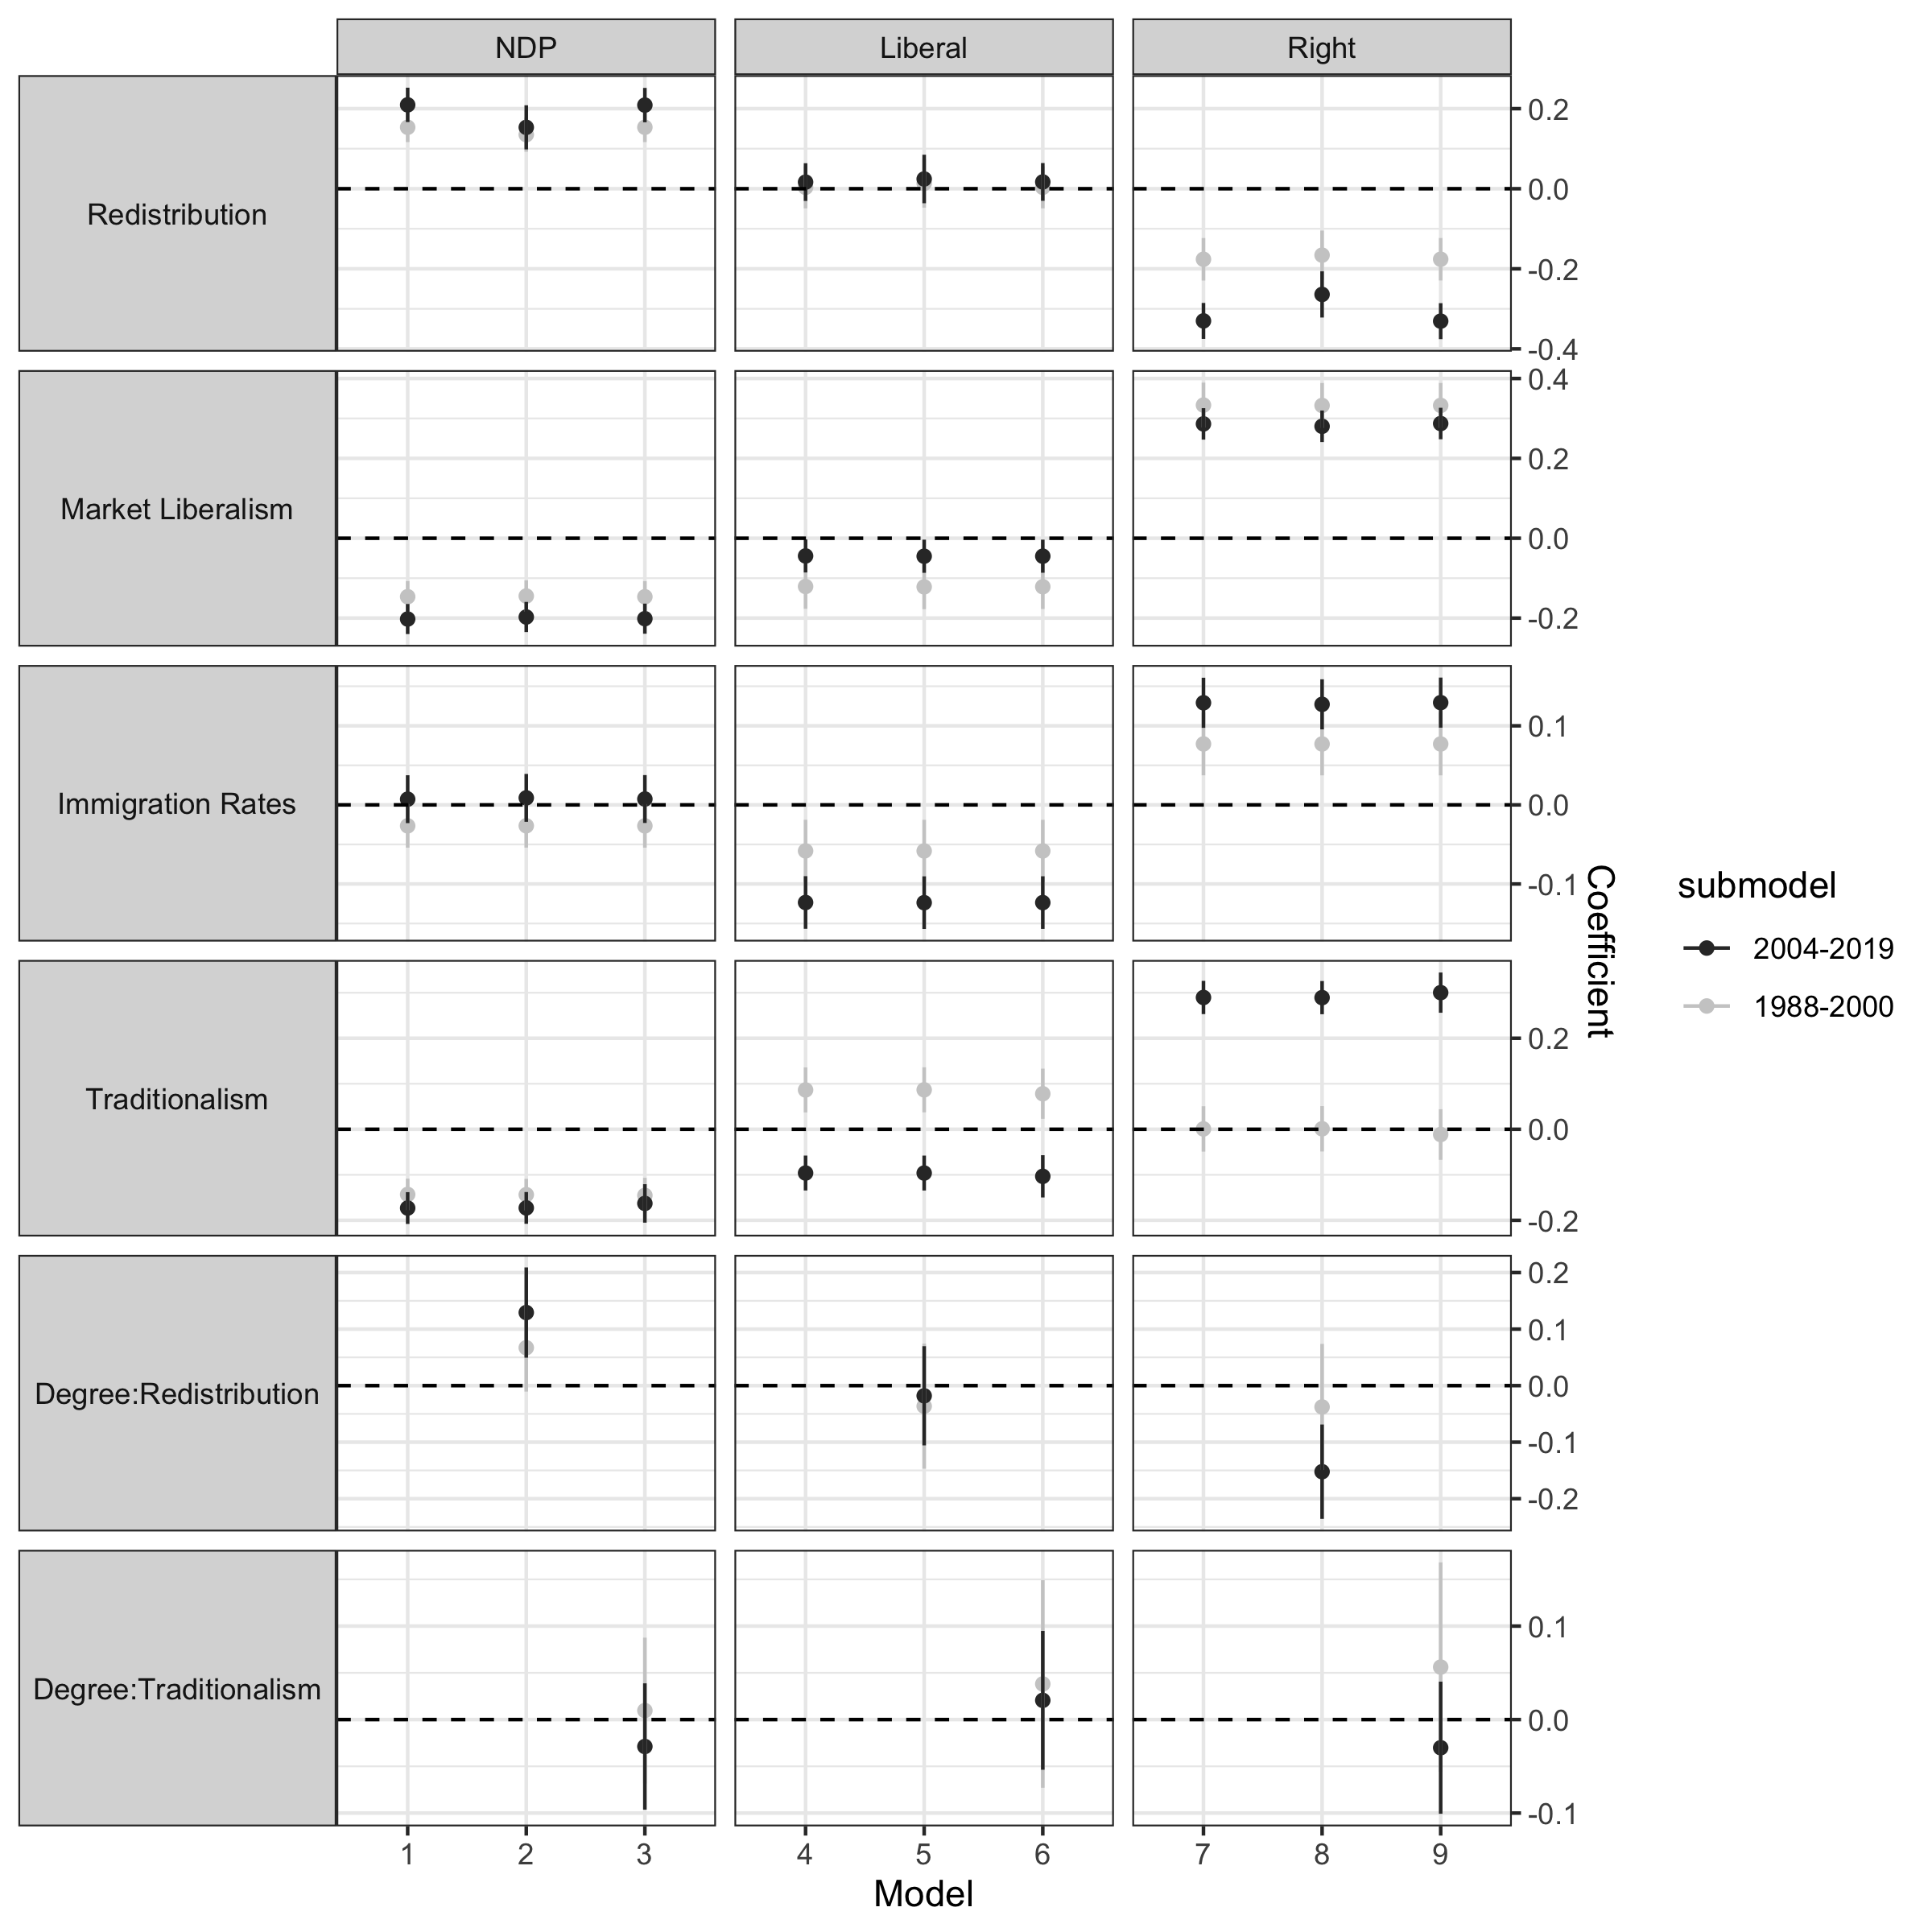 NDP
Liberal
Right
Redistribution
0.2
0.0
-0.2
-0.4
Market Liberalism
0.4
0.2
0.0
-0.2
Immigration Rates
0.1
0.0
-0.1
Traditionalism
0.2
0.0
-0.2
Degree:Redistribution
0.2
0.1
0.0
-0.1
-0.2
Degree:Traditionalism
0.1
0.0
-0.1
1 2 3 4 5 6 7 8 9
Model
Coefficient
submodel
2004-2019
1988-2000